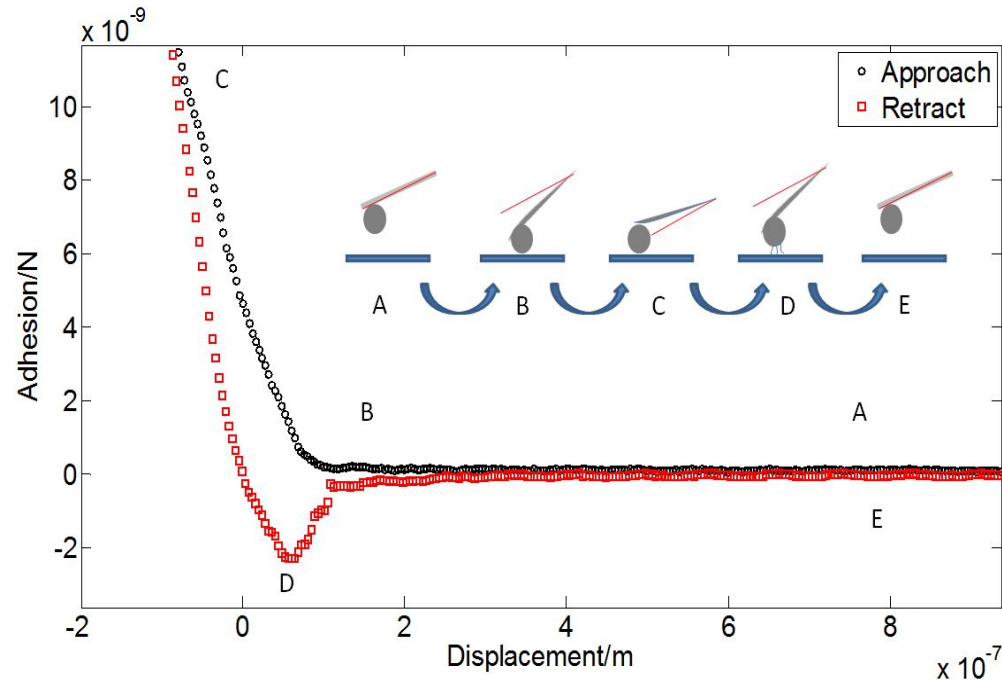 x 10^-9
Adhesion/N
10
8
6
4
2
0
-2
C
Approach
Retract
A B C D E
B
A
E
D
-2 0 2 4 6 8
Displacement/m
x 10^-7